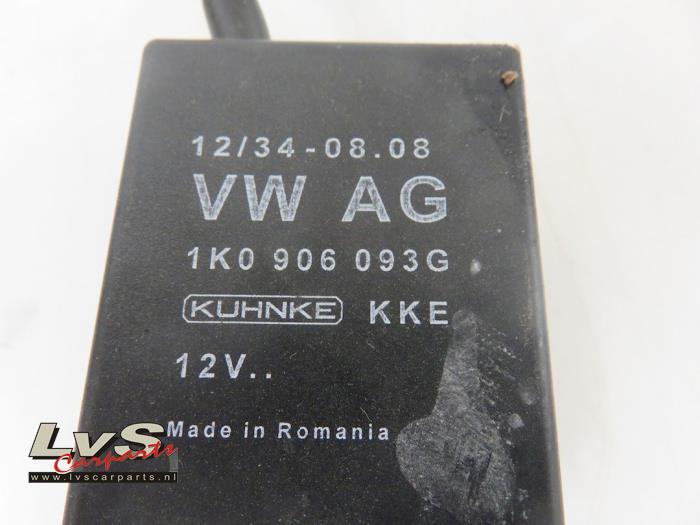 12/34-08.08
VW AG
1K0 906 093G
KUHNKE KKE
12V..
Made in Romania
LvS
Carparts
www.lvscarparts.nl